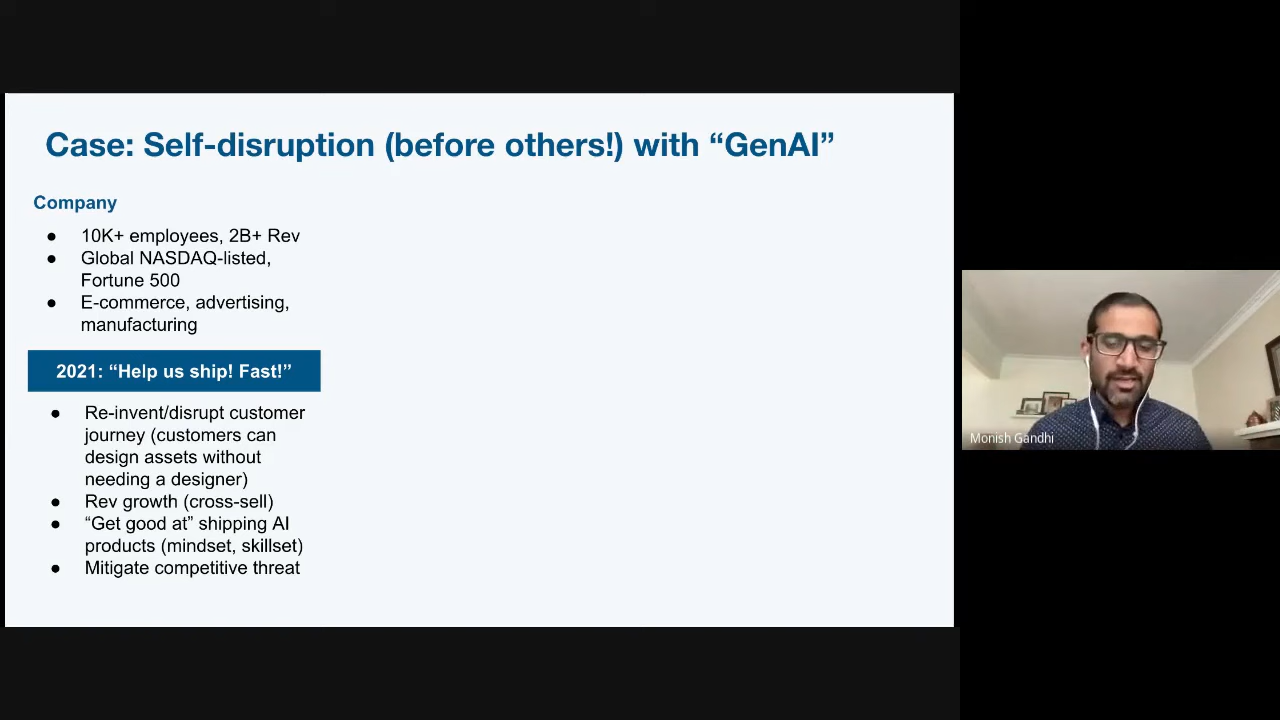 Case: Self-disruption (before others!) with “GenAI”
Company
● 10K+ employees, 2B+ Rev
● Global NASDAQ-listed,
Fortune 500
● E-commerce, advertising,
manufacturing
2021: “Help us ship! Fast!”
● Re-invent/disrupt customer
journey (customers can
design assets without
needing a designer)
● Rev growth (cross-sell)
● “Get good at” shipping AI
products (mindset, skillset)
● Mitigate competitive threat
Monish Gandhi